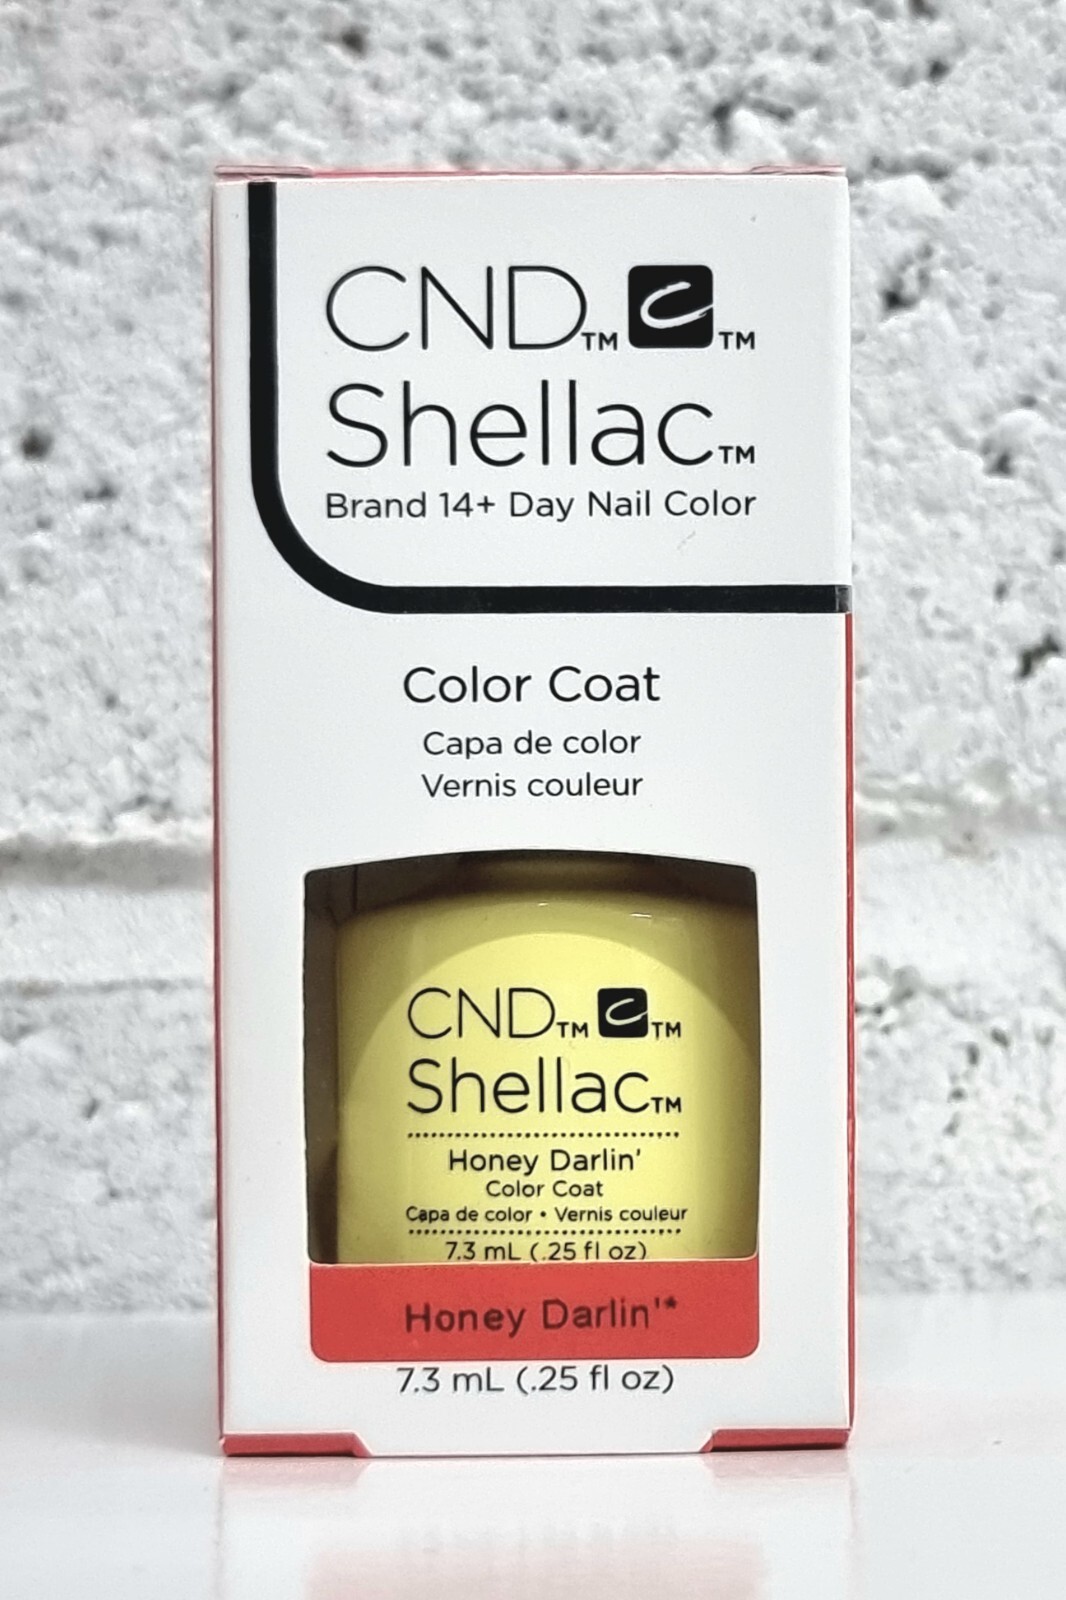 CND™ C™
Shellac™
Brand 14+ Day Nail Color
Color Coat
Capa de color
Vernis couleur
CND™ C™
Shellac™
Honey Darlin'
Color Coat
Capa de color • Vernis couleur
7.3 mL (.25 fl oz)
Honey Darlin'*
7.3 mL (.25 fl oz)